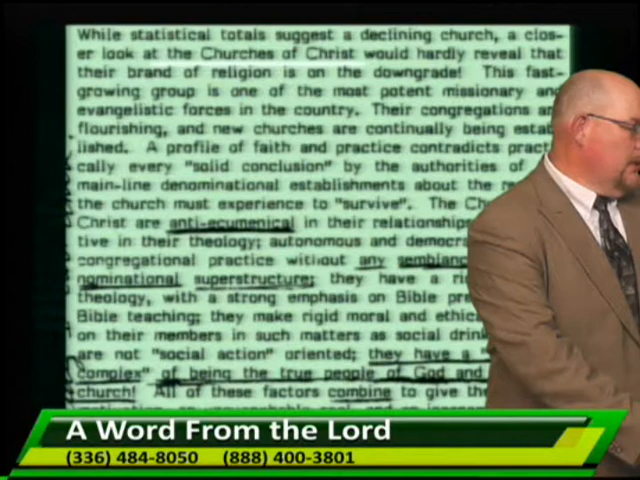 While statistical totals suggest a declining church, a clos-
er look at the Churches of Christ would hardly reveal that
their brand of religion is on the downgrade! This fast-
growing group is one of the most potent missionary and
evangelistic forces in the country. Their congregations ar
flourishing, and new churches are continually being estab
lished. A profile of faith and practice contradicts pract
cally every "solid conclusion" by the authorities of
main-line denominational establishments about the
the church must experience to "survive". The Ch
Christ are anti-ecumenical in their relationships
tive in their theology; autonomous and democra
congregational practice without any semblanc
nominational superstructure; they have a
theology, with a strong emphasis on Bible pre
Bible teaching; they make rigid moral and ethic
on their members in such matters as social drin
are not "social action" oriented; they have a
complex" of being the true people of God and
church! All of these factors combine to give the
A Word From the Lord
(336) 484-8050 (888) 400-3801